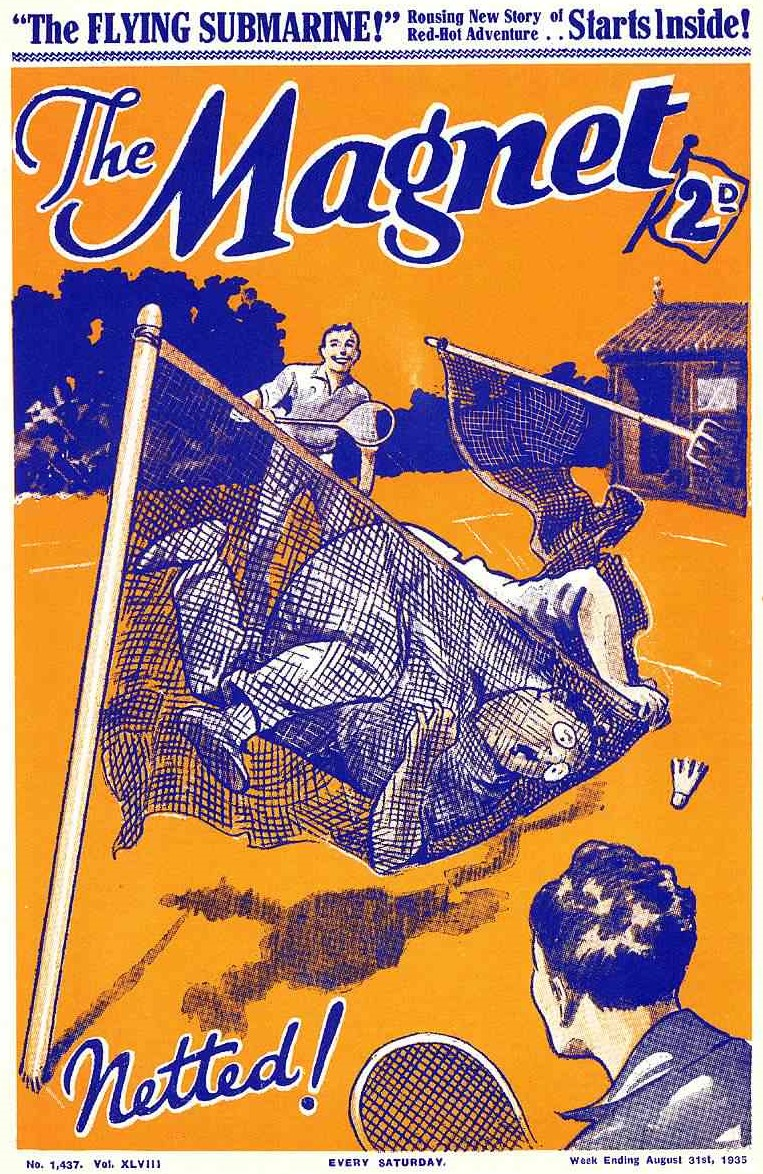 “The FLYING SUBMARINE!” Rousing New Story of Red-Hot Adventure . . Starts Inside!
The Magnet
2D
Netted!
No. 1,437. Vol. XLVIII EVERY SATURDAY. Week Ending August 31st, 1935